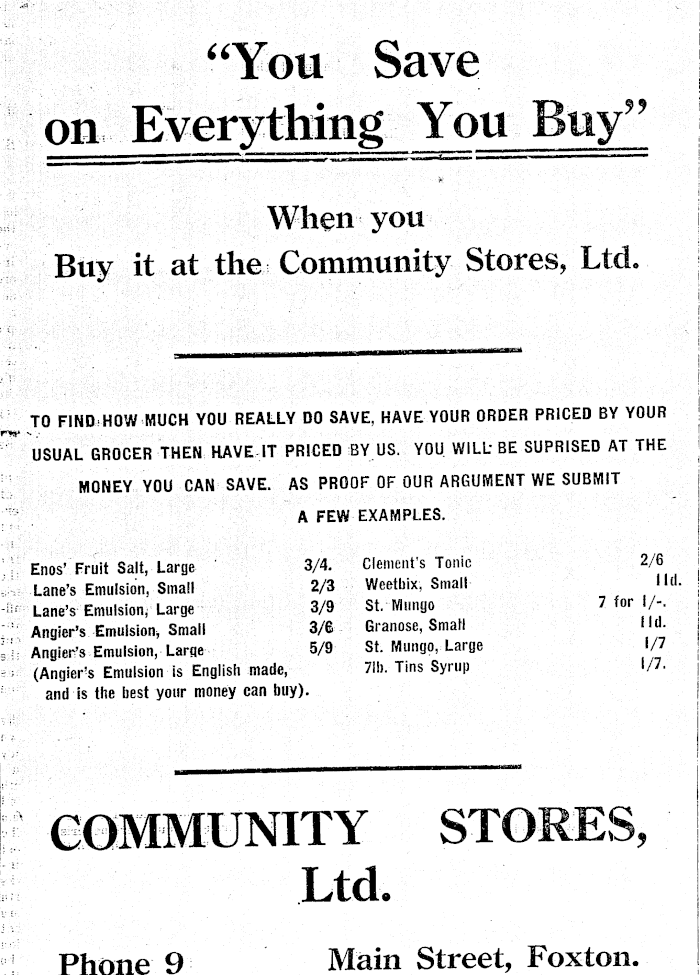 “You Save
on Everything You Buy”
When you
Buy it at the Community Stores, Ltd.
TO FIND HOW MUCH YOU REALLY DO SAVE, HAVE YOUR ORDER PRICED BY YOUR
USUAL GROCER THEN HAVE IT PRICED BY US. YOU WILL BE SUPRISED AT THE
MONEY YOU CAN SAVE. AS PROOF OF OUR ARGUMENT WE SUBMIT
A FEW EXAMPLES.
Enos' Fruit Salt, Large 3/4.
Lane's Emulsion, Small 2/3
Lane's Emulsion, Large 3/9
Angier's Emulsion, Small 3/6
Angier's Emulsion, Large 5/9
(Angier's Emulsion is English made,
and is the best your money can buy).
Clement's Tonic 2/6
Weetbix, Small 11d.
St. Mungo 7 for 1/-.
Granose, Small 11d.
St. Mungo, Large 1/7
7lb. Tins Syrup 1/7.
COMMUNITY STORES,
Ltd.
Phone 9 Main Street, Foxton.